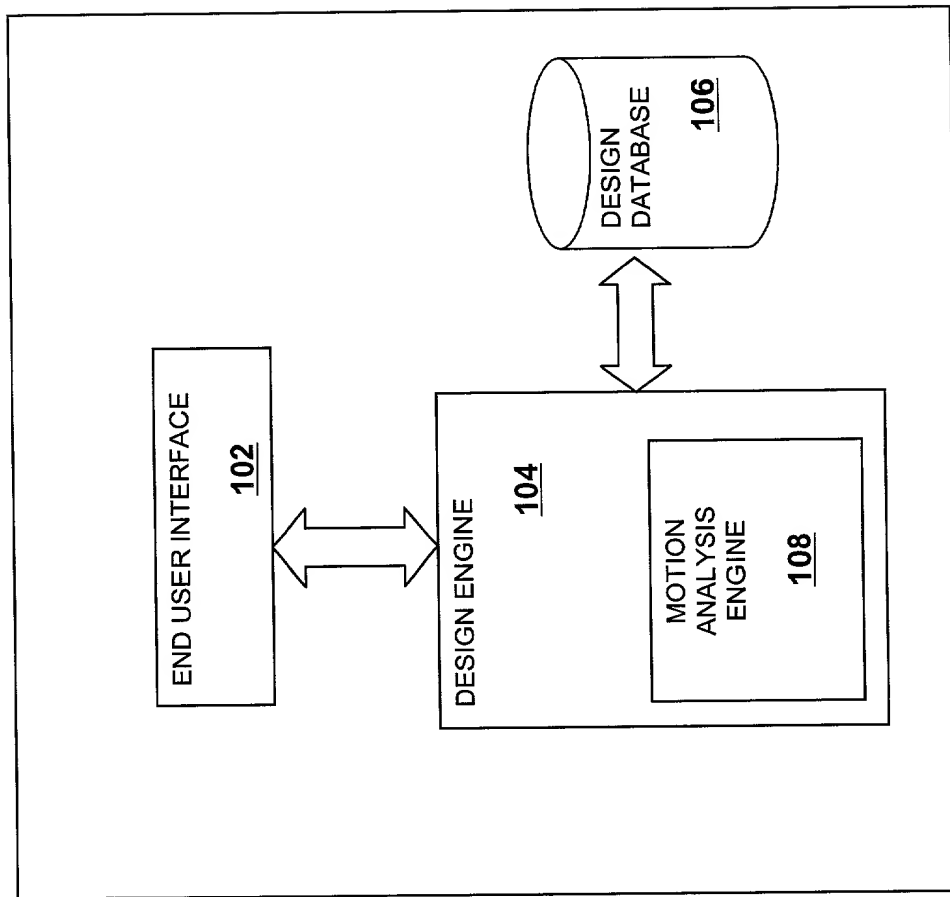 END USER INTERFACE
102
DESIGN ENGINE
104
MOTION
ANALYSIS
ENGINE
108
DESIGN
DATABASE
106